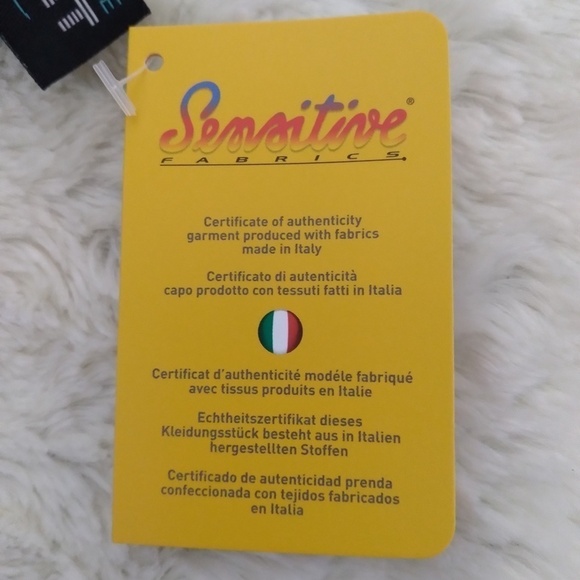 Sensitive®
FABRICS
Certificate of authenticity
garment produced with fabrics
made in Italy
Certificato di autenticità
capo prodotto con tessuti fatti in Italia
Certificat d'authenticité modéle fabriqué
avec tissus produits en Italie
Echtheitszertifikat dieses
Kleidungsstück besteht aus in Italien
hergestellten Stoffen
Certificado de autenticidad prenda
confeccionada con tejidos fabricados
en Italia